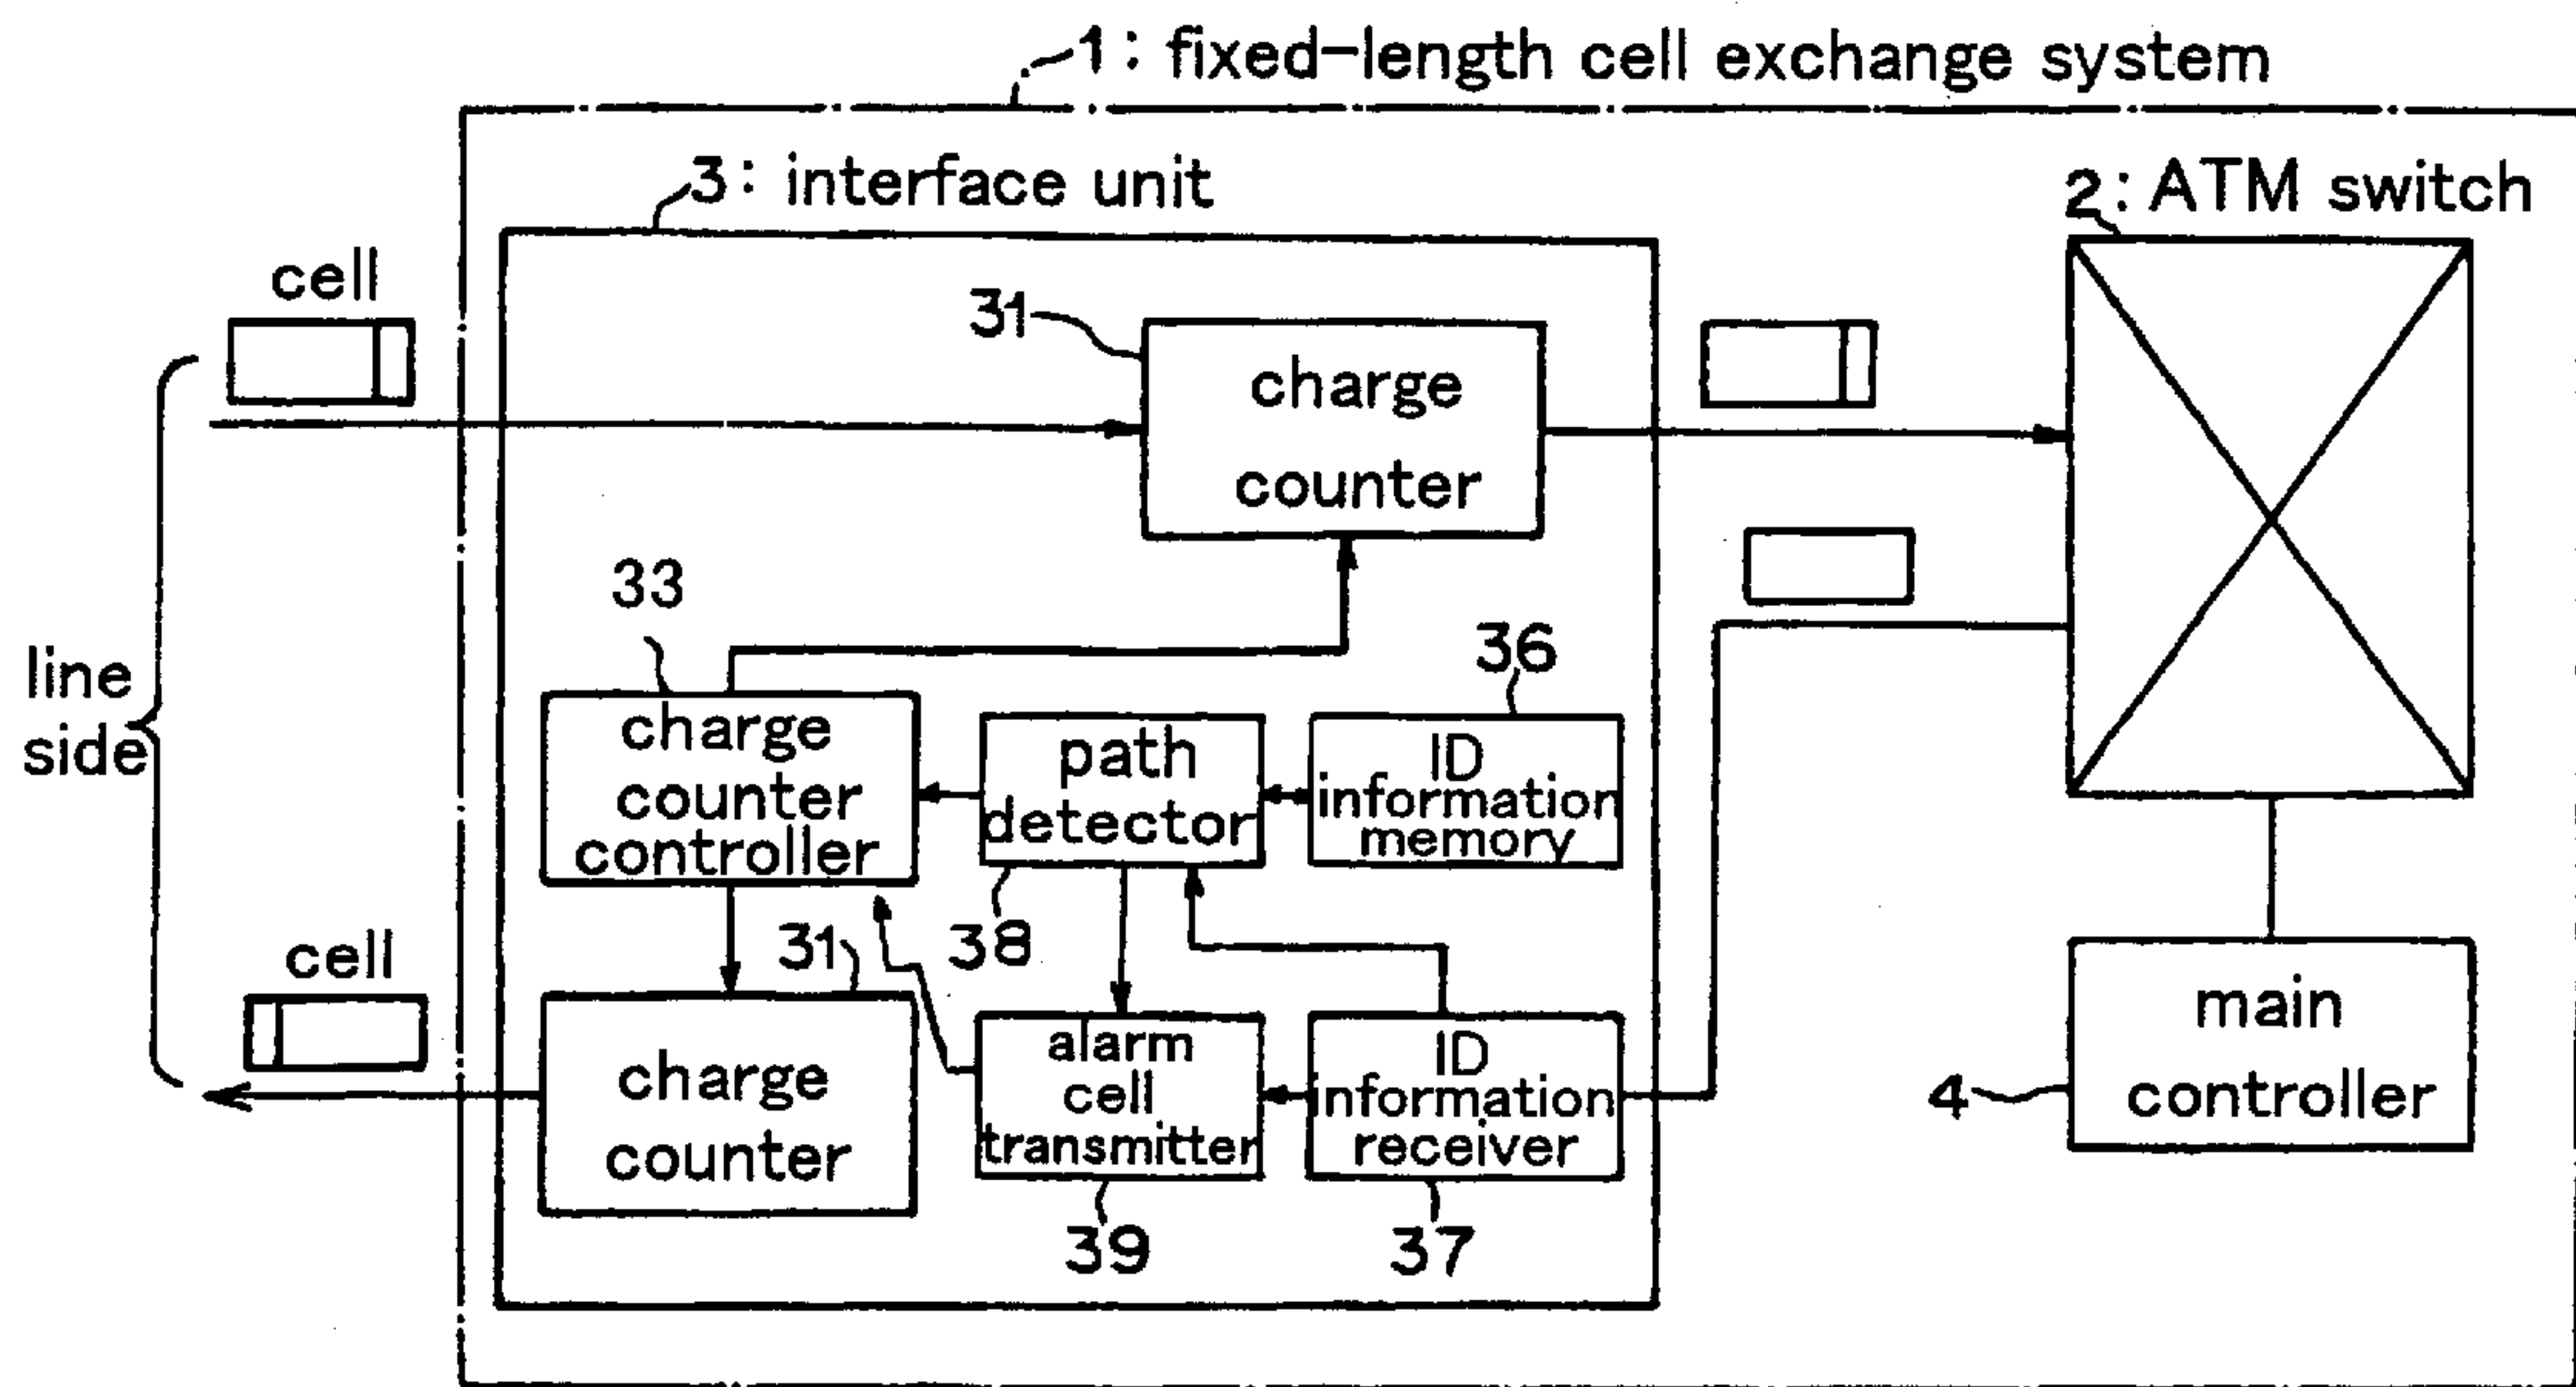 1: fixed-length cell exchange system
3: interface unit
2: ATM switch
cell
31
charge
counter
33
36
line
side
charge
counter
controller
path
detector
ID
information
memory
38
31
cell
charge
counter
alarm
cell
transmitter
ID
information
receiver
main
controller
4
39
37